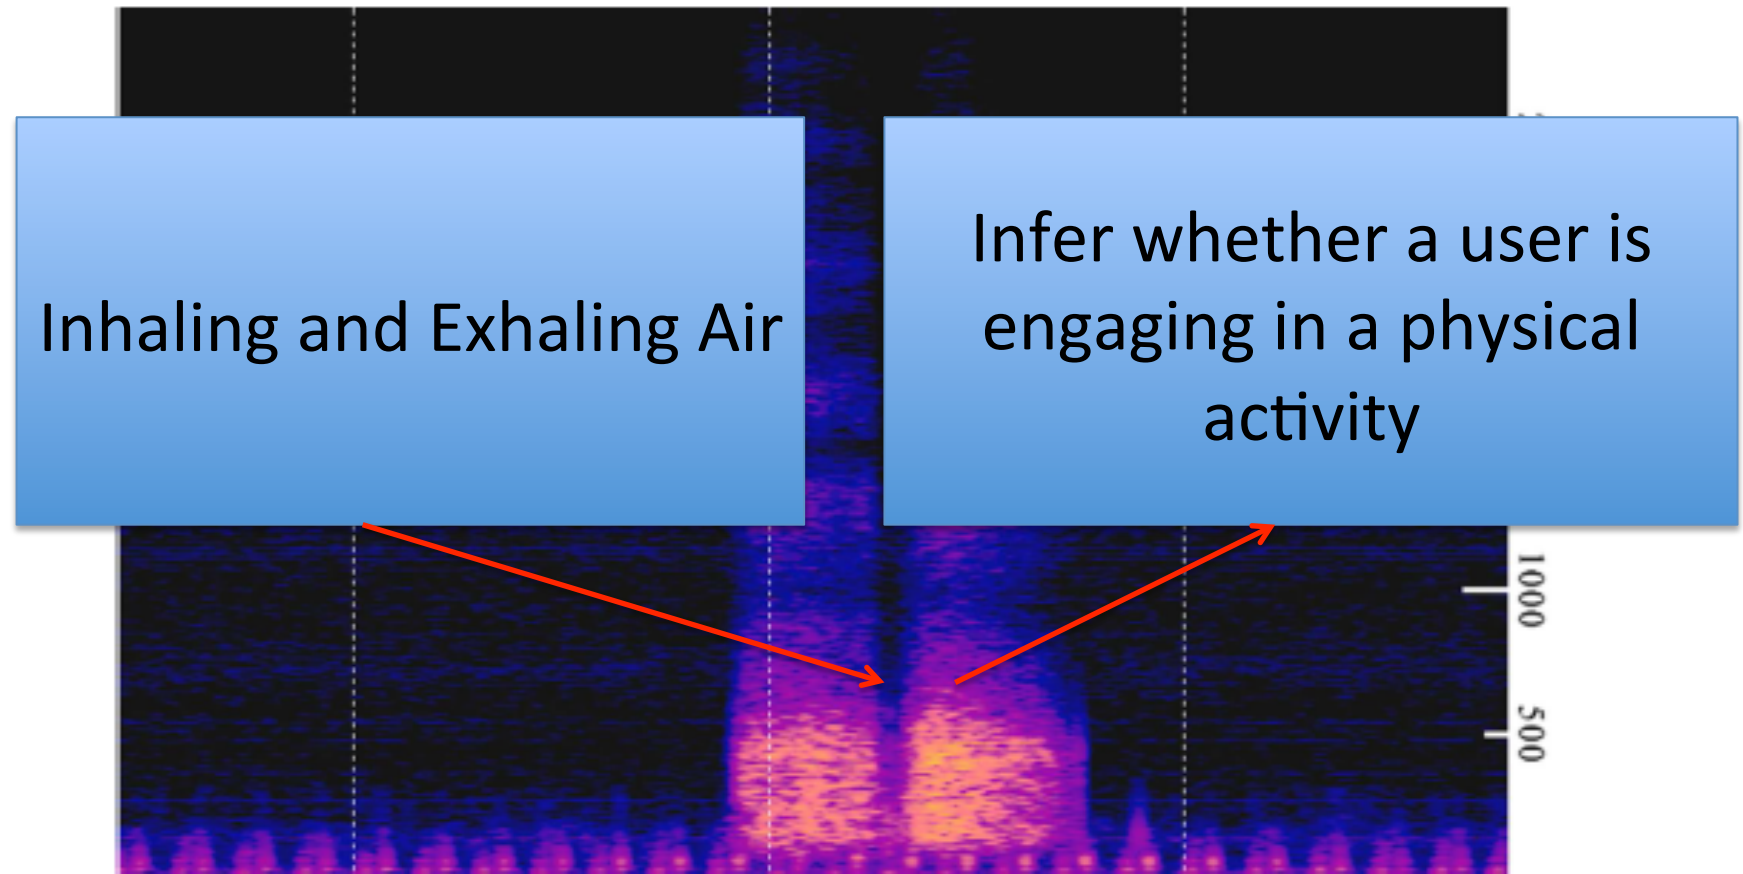 Inhaling and Exhaling Air
Infer whether a user is
engaging in a physical
activity
1000
500